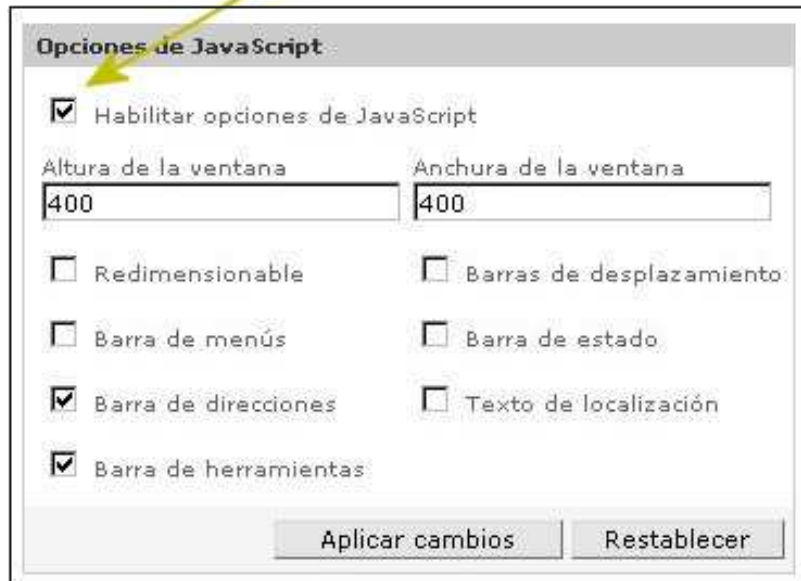 Opciones de JavaScript
Habilitar opciones de JavaScript
Altura de la ventana
Anchura de la ventana
400
400
Redimensionable
Barras de desplazamiento
Barra de menús
Barra de estado
Barra de direcciones
Texto de localización
Barra de herramientas
Aplicar cambios
Restablecer